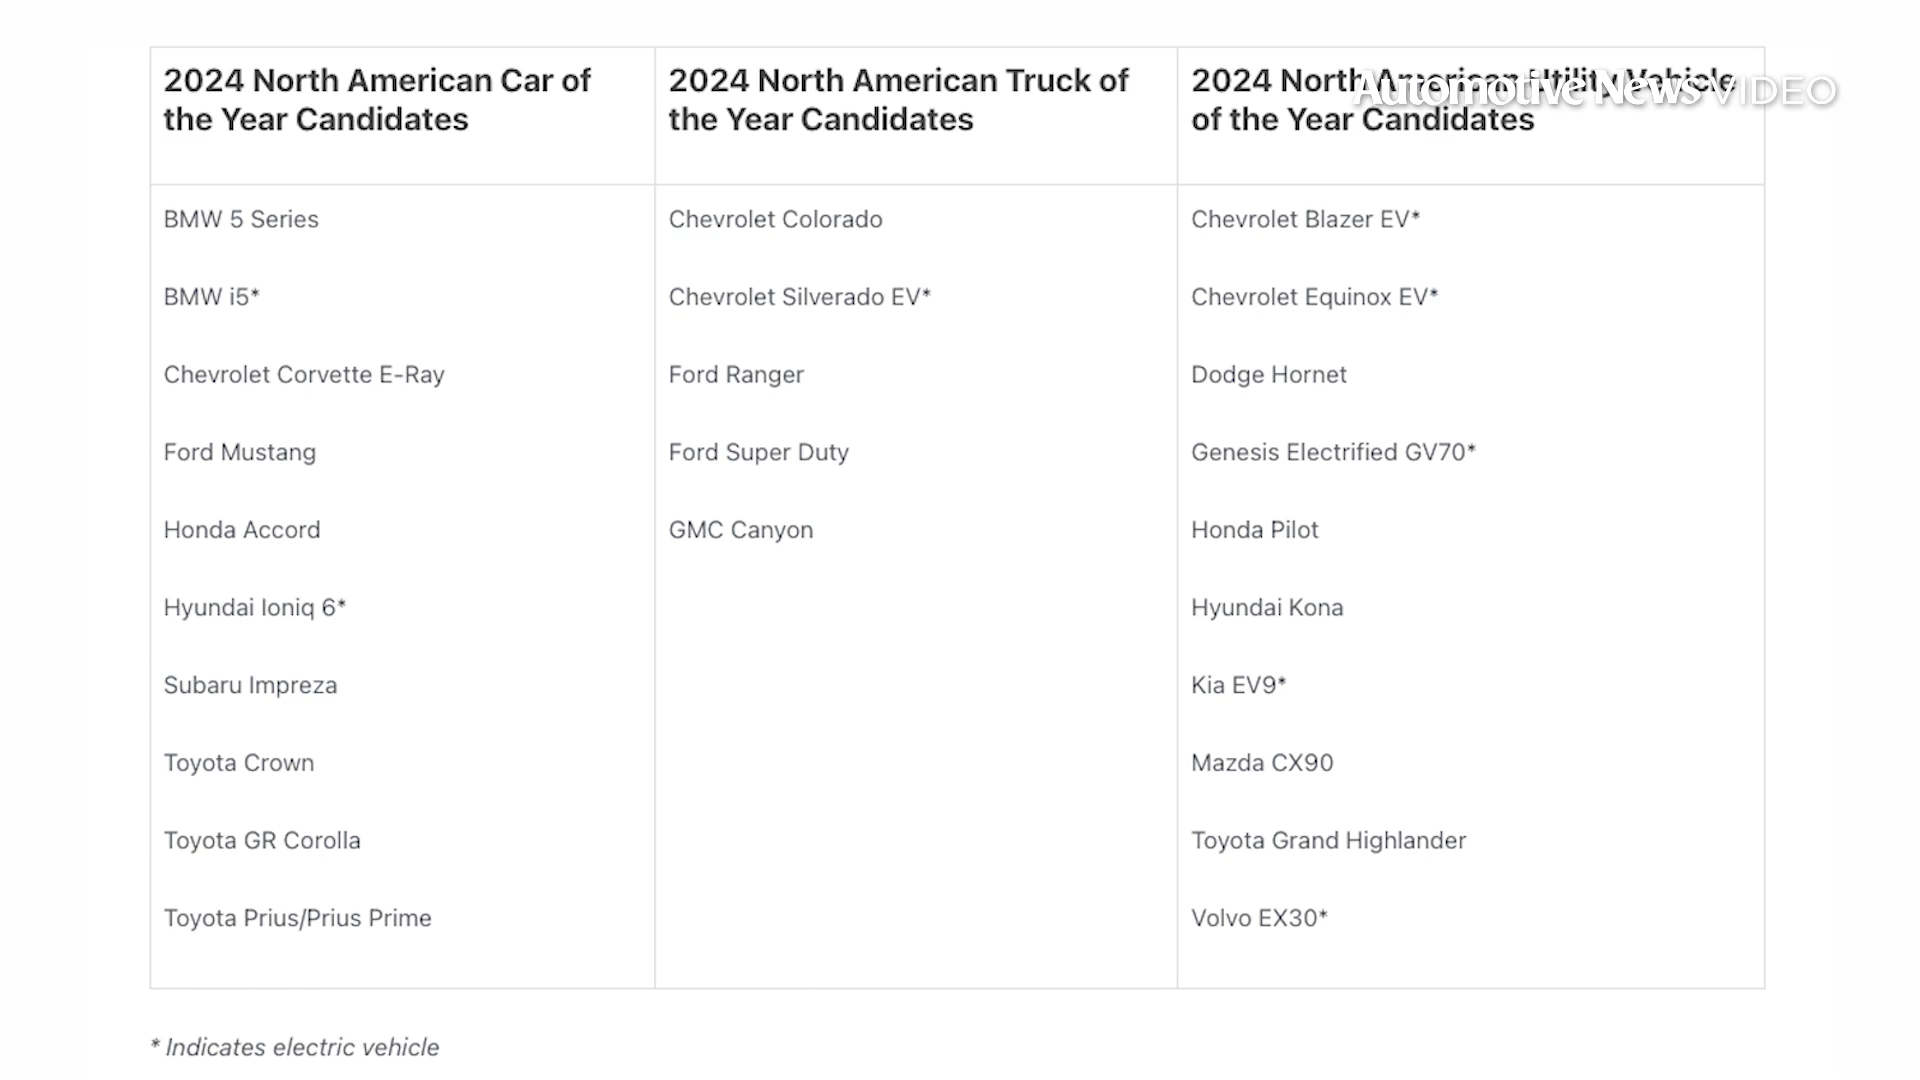 2024 North American Car of
the Year Candidates
2024 North American Truck of
the Year Candidates
2024 North American Utility Vehicle
of the Year Candidates
Automotive News VIDEO
BMW 5 Series
BMW i5*
Chevrolet Corvette E-Ray
Ford Mustang
Honda Accord
Hyundai Ioniq 6*
Subaru Impreza
Toyota Crown
Toyota GR Corolla
Toyota Prius/Prius Prime
Chevrolet Colorado
Chevrolet Silverado EV*
Ford Ranger
Ford Super Duty
GMC Canyon
Chevrolet Blazer EV*
Chevrolet Equinox EV*
Dodge Hornet
Genesis Electrified GV70*
Honda Pilot
Hyundai Kona
Kia EV9*
Mazda CX90
Toyota Grand Highlander
Volvo EX30*
* Indicates electric vehicle